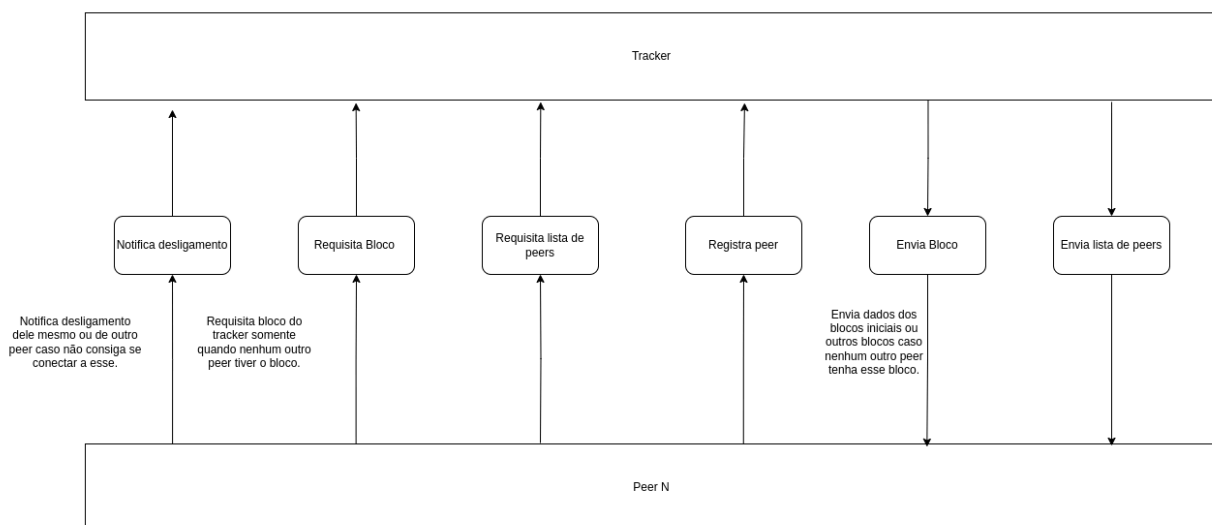 Tracker
Notifica desligamento
Requisita Bloco
Requisita lista de
peers
Registra peer
Envia Bloco
Envia lista de peers
Notifica desligamento
dele mesmo ou de outro
peer caso não consiga se
conectar a esse.
Requisita bloco do
tracker somente
quando nenhum outro
peer tiver o bloco.
Envia dados dos
blocos iniciais ou
outros blocos caso
nenhum outro peer
tenha esse bloco.
Peer N